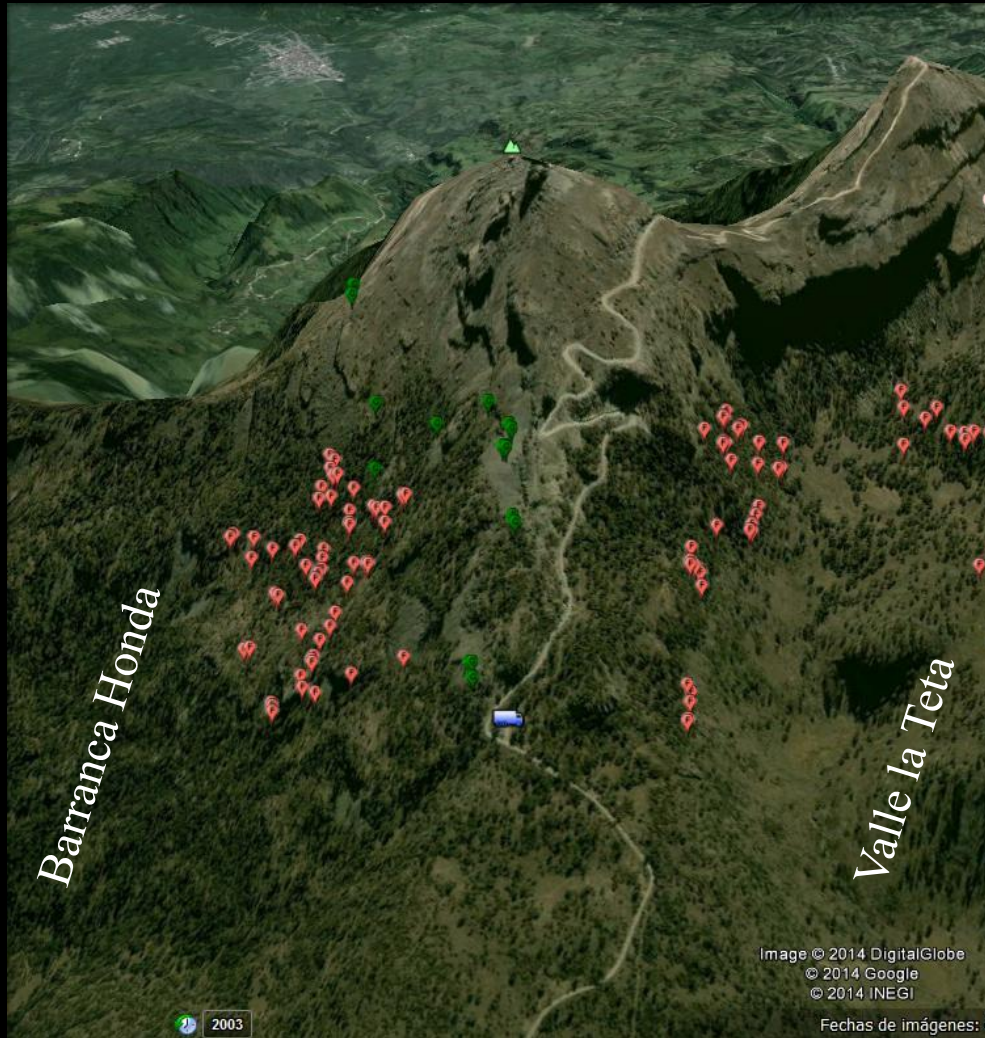 Barranca Honda
Valle la Teta
Image © 2014 DigitalGlobe
© 2014 Google
© 2014 INEGI
2003
Fechas de imágenes: